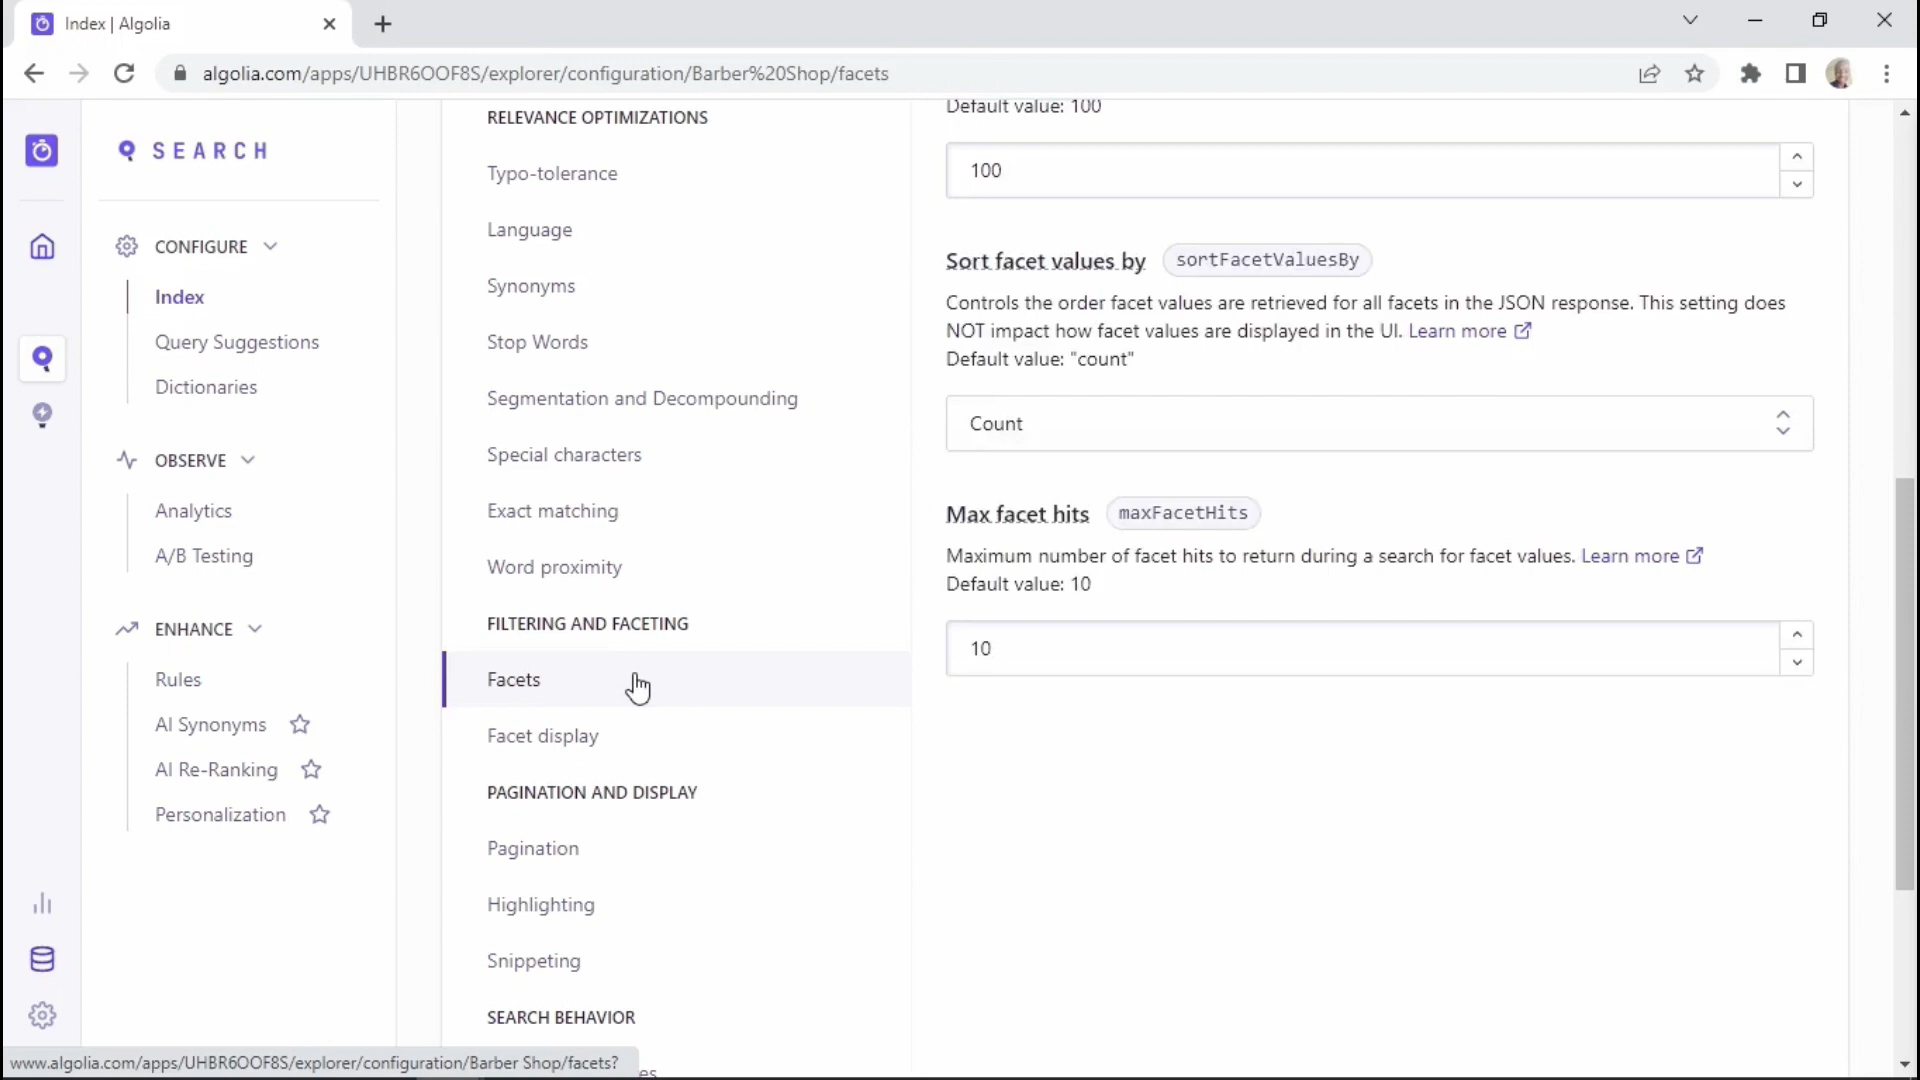 Index | Algolia
algolia.com/apps/UHBR6OOF8S/explorer/configuration/Barber%20Shop/facets
SEARCH
CONFIGURE
Index
Query Suggestions
Dictionaries
OBSERVE
Analytics
A/B Testing
ENHANCE
Rules
AI Synonyms
AI Re-Ranking
Personalization
RELEVANCE OPTIMIZATIONS
Typo-tolerance
Language
Synonyms
Stop Words
Segmentation and Decompounding
Special characters
Exact matching
Word proximity
FILTERING AND FACETING
Facets
Facet display
PAGINATION AND DISPLAY
Pagination
Highlighting
Snippeting
SEARCH BEHAVIOR
Default value: 100
100
Sort facet values by sortFacetValuesBy
Controls the order facet values are retrieved for all facets in the JSON response. This setting does
NOT impact how facet values are displayed in the UI. Learn more
Default value: "count"
Count
Max facet hits maxFacetHits
Maximum number of facet hits to return during a search for facet values. Learn more
Default value: 10
10
www.algolia.com/apps/UHBR6OOF8S/explorer/configuration/Barber Shop/facets?